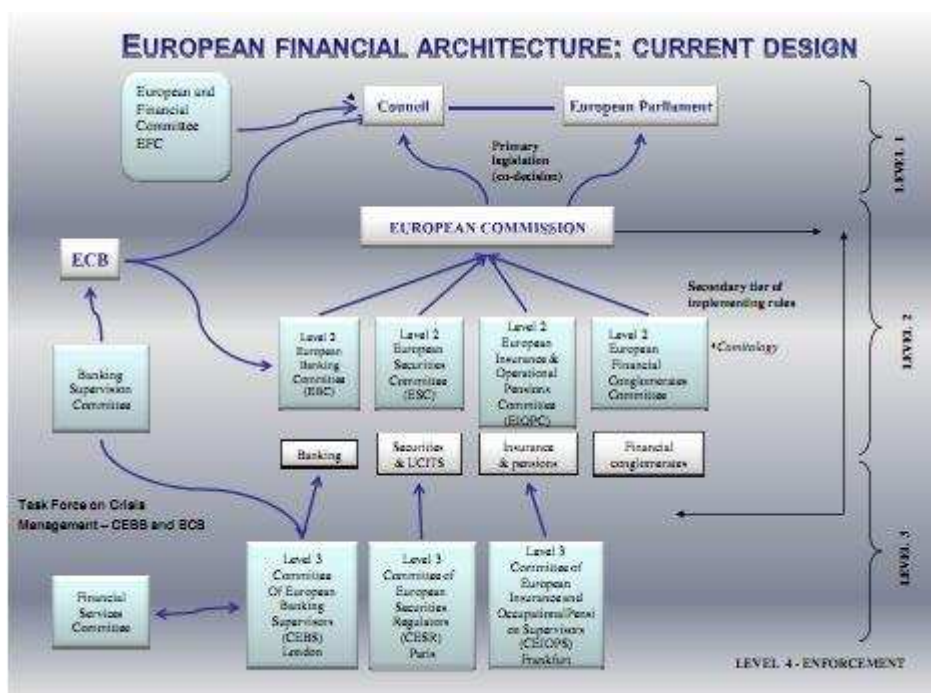 EUROPEAN FINANCIAL ARCHITECTURE: CURRENT DESIGN
European and
Financial
Committee
EFC
Council
European Parliament
Primary
legislation
(co-decision)
LEVEL 1
EUROPEAN COMMISSION
ECB
Secondary tier of
implementing rules
Level 2
European
Banking
Committee
(EBC)
Level 2
European
Securities
Committee
(ESC)
Level 2
European
Insurance &
Operational
Pensions
Committee
(EIOPC)
Level 2
European
Financial
Conglomerates
Committee
*Comitology
LEVEL 2
Banking
Supervision
Committee
Banking
Securities
& UCITS
Insurance
& pensions
Financial
conglomerates
Task Force on Crisis
Management – CEBS and ECB
Level 3
Committee
Of European
Banking
Supervisors
(CEBS)
London
Level 3
Committee of
European
Securities
Regulators
(CESR)
Paris
Level 3
Committee of
European
Insurance and
OccupationalPensi
on Supervisors
(CEIOPS)
Frankfurt
LEVEL 3
Financial
Services
Committee
LEVEL 4 - ENFORCEMENT